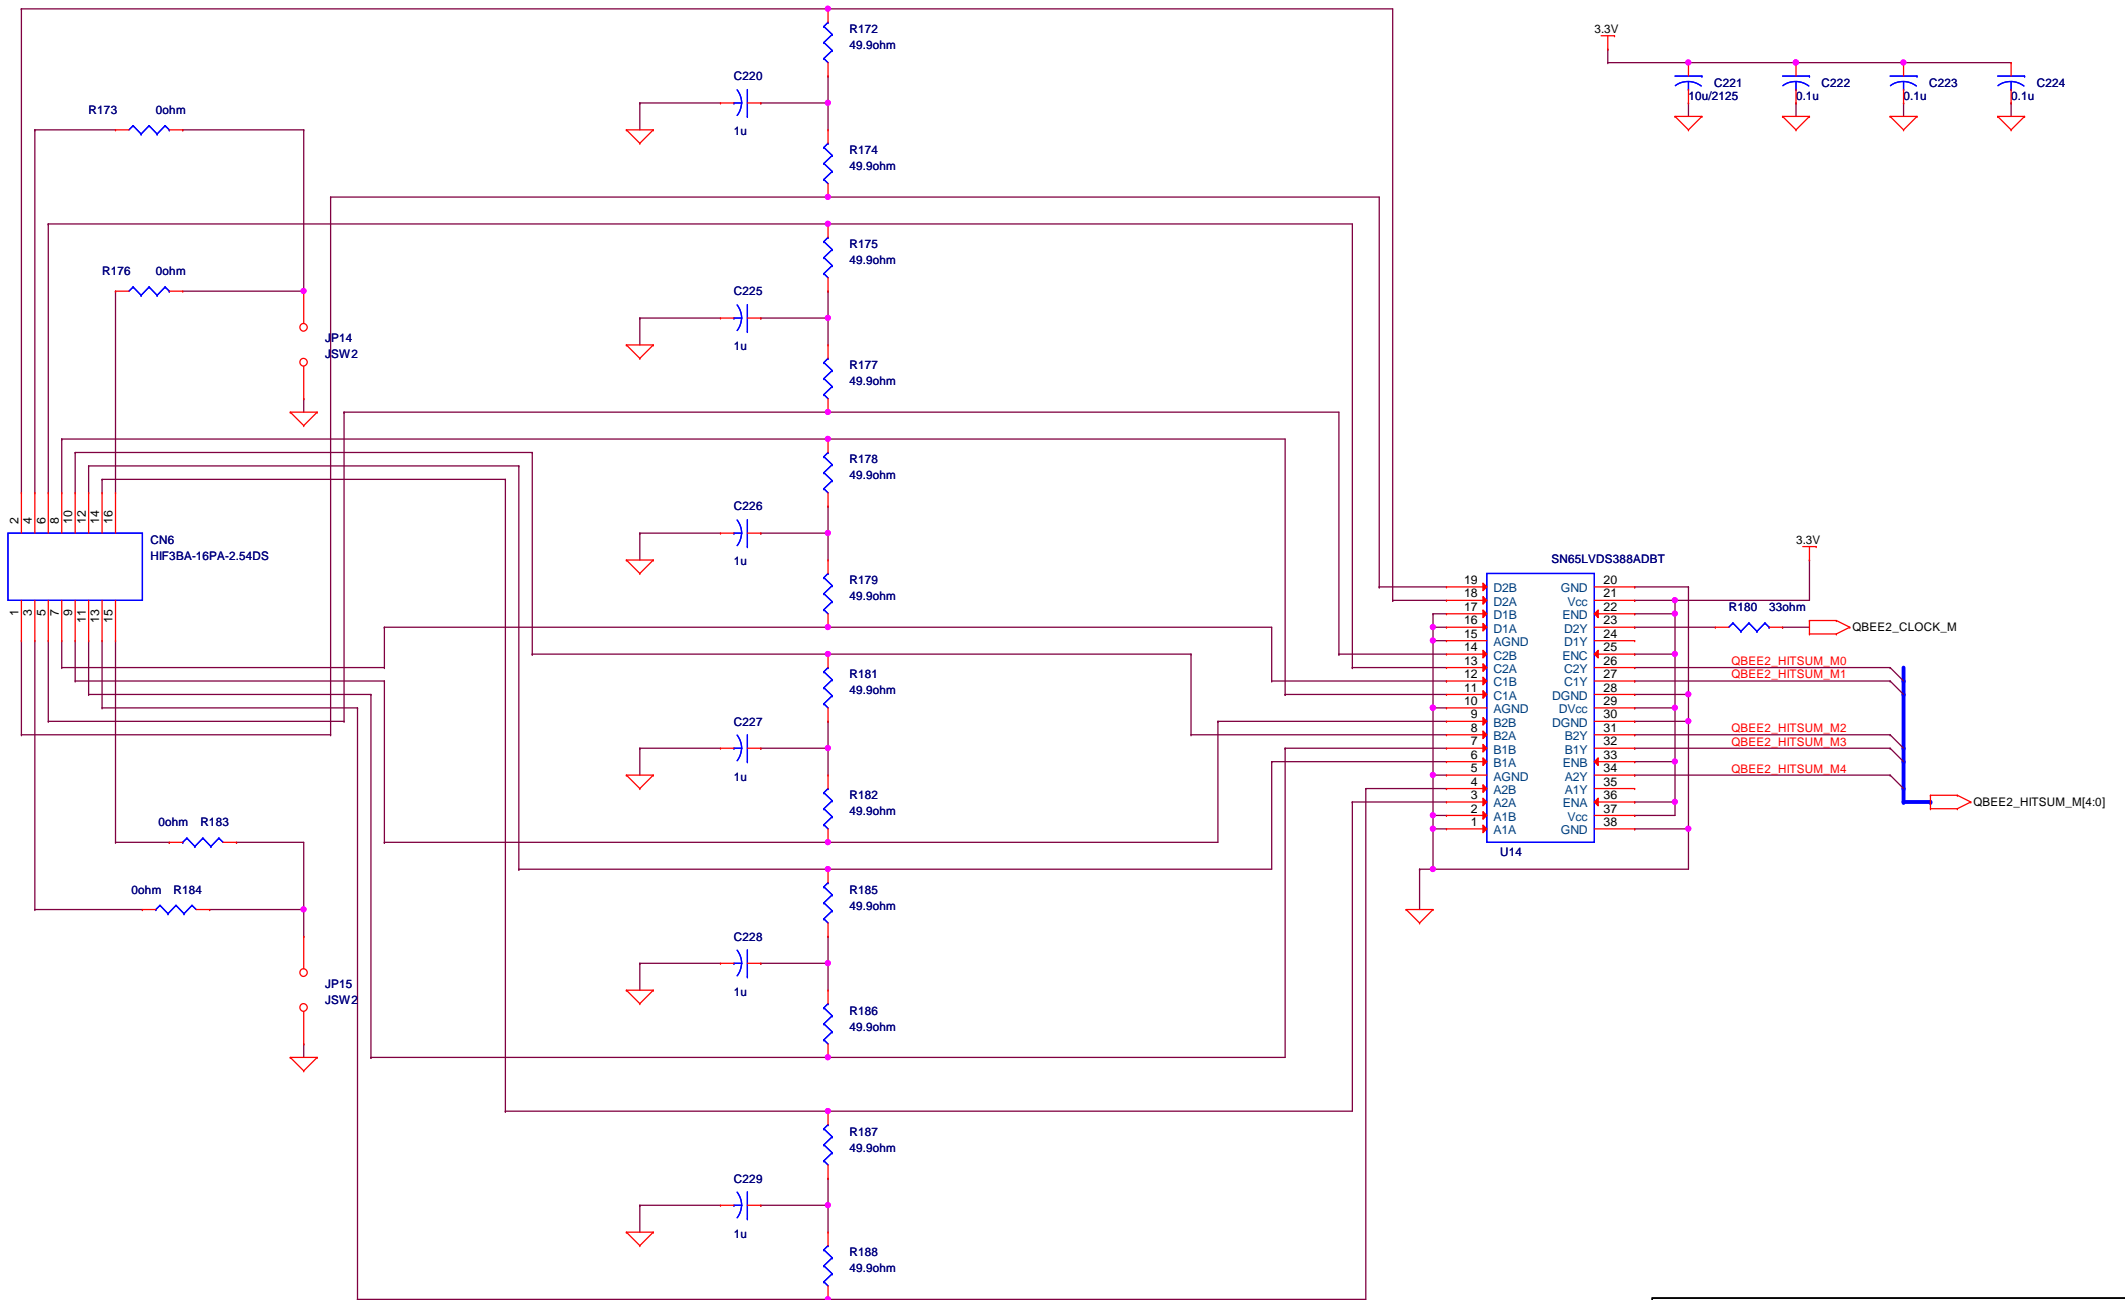 R172
49.9ohm
C220
1u
R174
49.9ohm
R173 0ohm
R176 0ohm
JP14
JSW2
R175
49.9ohm
C225
1u
R177
49.9ohm
3.3V
C221
10u/2125
C222
0.1u
C223
0.1u
C224
0.1u
R178
49.9ohm
C226
1u
R179
49.9ohm
2
4
6
8
10
12
14
16
CN6
HIF3BA-16PA-2.54DS
1
3
5
7
9
11
13
15
R181
49.9ohm
C227
1u
R182
49.9ohm
0ohm R183
0ohm R184
JP15
JSW2
R185
49.9ohm
C228
1u
R186
49.9ohm
R187
49.9ohm
C229
1u
R188
49.9ohm
SN65LVDS388ADBT
3.3V
19 D2B GND 20
18 D2A Vcc 21
17 D1B END 22
16 D1A D2Y 23
15 AGND D1Y 24
14 C2B ENC 25
13 C2A C2Y 26
12 C1B C1Y 27
11 C1A DGND 28
10 AGND DVcc 29
9 B2B DGND 30
8 B2A B2Y 31
7 B1B B1Y 32
6 B1A ENB 33
5 AGND A2Y 34
4 A2B A1Y 35
3 A2A ENA 36
2 A1B Vcc 37
1 A1A GND 38
U14
R180 33ohm
QBEE2_CLOCK_M
QBEE2_HITSUM_M0
QBEE2_HITSUM_M1
QBEE2_HITSUM_M2
QBEE2_HITSUM_M3
QBEE2_HITSUM_M4
QBEE2_HITSUM_M[4:0]